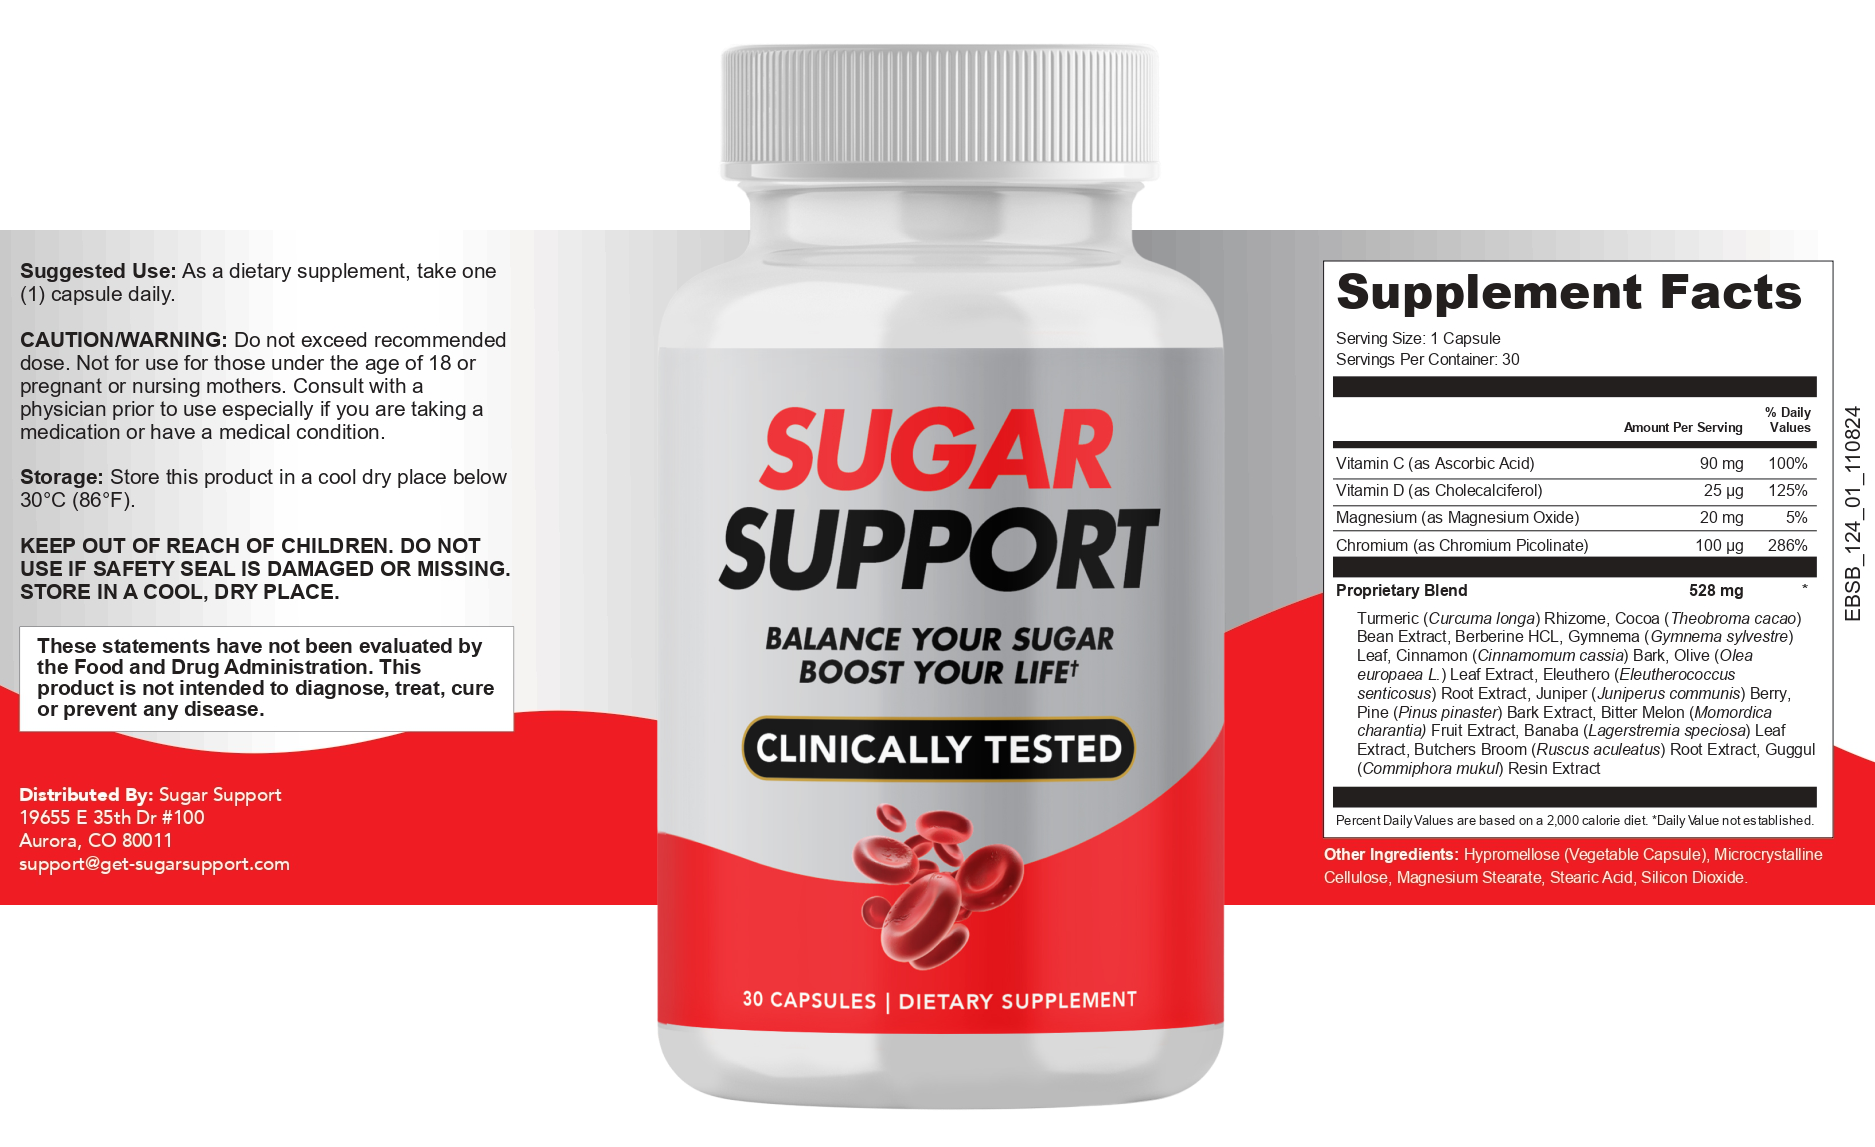 Suggested Use: As a dietary supplement, take one
(1) capsule daily.
CAUTION/WARNING: Do not exceed recommended
dose. Not for use for those under the age of 18 or
pregnant or nursing mothers. Consult with a
physician prior to use especially if you are taking a
medication or have a medical condition.
Storage: Store this product in a cool dry place below
30°C (86°F).
KEEP OUT OF REACH OF CHILDREN. DO NOT
USE IF SAFETY SEAL IS DAMAGED OR MISSING.
STORE IN A COOL, DRY PLACE.
These statements have not been evaluated by
the Food and Drug Administration. This
product is not intended to diagnose, treat, cure
or prevent any disease.
Distributed By: Sugar Support
19655 E 35th Dr #100
Aurora, CO 80011
support@get-sugarsupport.com
SUGAR
SUPPORT
BALANCE YOUR SUGAR
BOOST YOUR LIFE†
CLINICALLY TESTED
30 CAPSULES | DIETARY SUPPLEMENT
Supplement Facts
Serving Size: 1 Capsule
Servings Per Container: 30
Amount Per Serving % Daily Values
Vitamin C (as Ascorbic Acid) 90 mg 100%
Vitamin D (as Cholecalciferol) 25 µg 125%
Magnesium (as Magnesium Oxide) 20 mg 5%
Chromium (as Chromium Picolinate) 100 µg 286%
Proprietary Blend 528 mg *
Turmeric (Curcuma longa) Rhizome, Cocoa (Theobroma cacao)
Bean Extract, Berberine HCL, Gymnema (Gymnema sylvestre)
Leaf, Cinnamon (Cinnamomum cassia) Bark, Olive (Olea
europaea L.) Leaf Extract, Eleuthero (Eleutherococcus
senticosus) Root Extract, Juniper (Juniperus communis) Berry,
Pine (Pinus pinaster) Bark Extract, Bitter Melon (Momordica
charantia) Fruit Extract, Banaba (Lagerstremia speciosa) Leaf
Extract, Butchers Broom (Ruscus aculeatus) Root Extract, Guggul
(Commiphora mukul) Resin Extract
Percent Daily Values are based on a 2,000 calorie diet. *Daily Value not established.
Other Ingredients: Hypromellose (Vegetable Capsule), Microcrystalline
Cellulose, Magnesium Stearate, Stearic Acid, Silicon Dioxide.
EBSB_124_01_110824